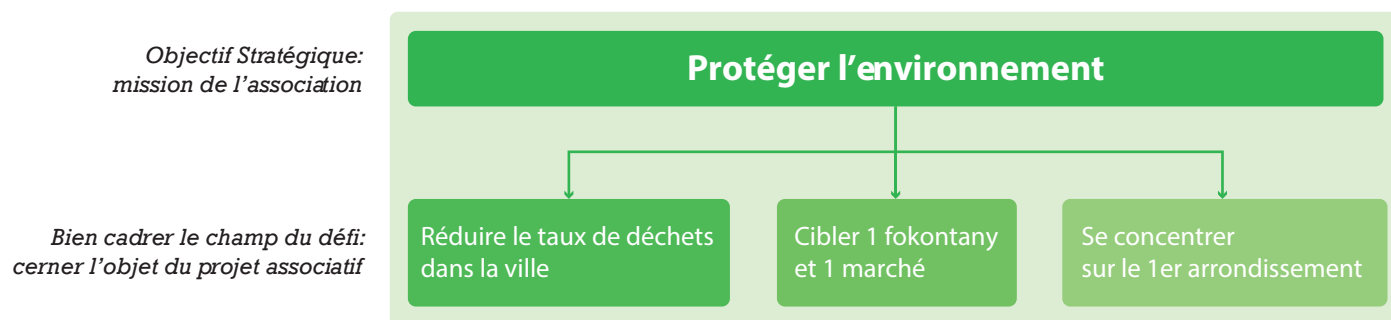 Objectif Stratégique:
mission de l’association
Protéger l’environnement
Bien cadrer le champ du défi:
cerner l’objet du projet associatif
Réduire le taux de déchets
dans la ville
Cibler 1 fokontany
et 1 marché
Se concentrer
sur le 1er arrondissement